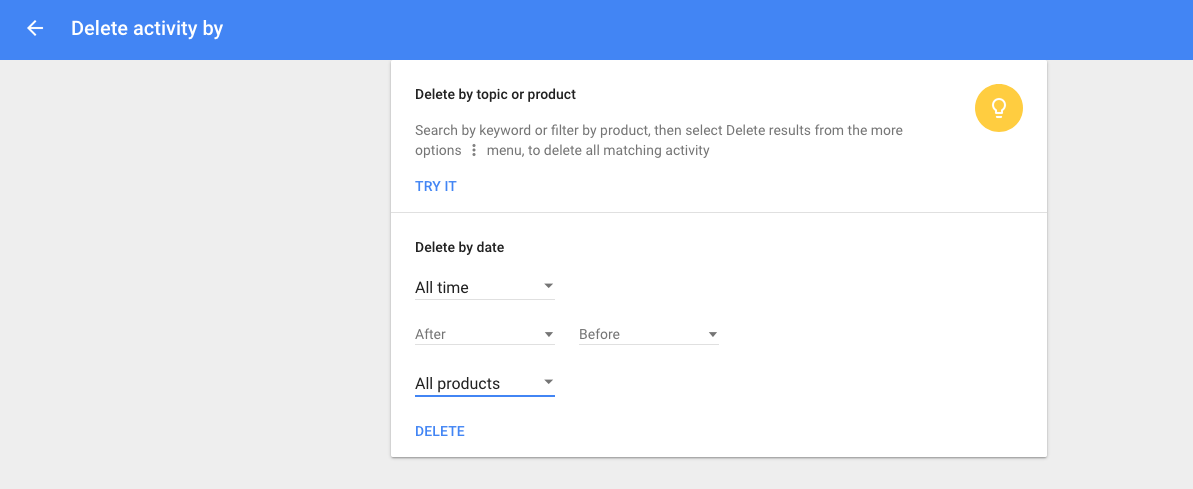 Delete activity by
Delete by topic or product
Search by keyword or filter by product, then select Delete results from the more
options ⋮ menu, to delete all matching activity
TRY IT
Delete by date
All time
After Before
All products
DELETE